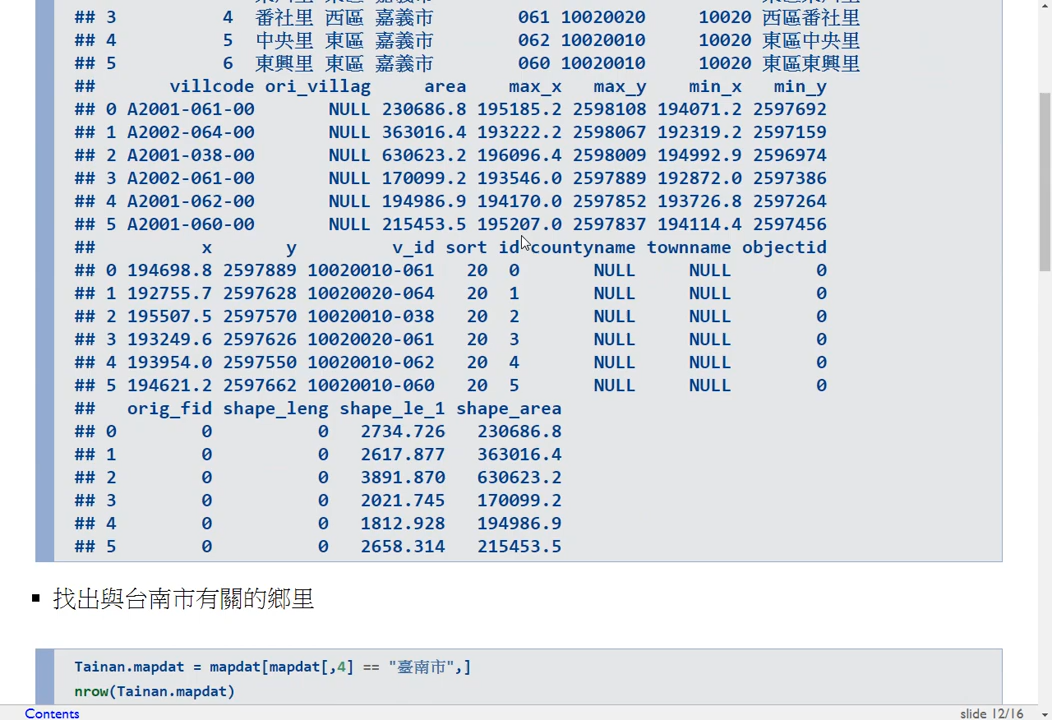 ## 3 4 番社里 西區 嘉義市 061 10020020 10020 西區番社里
## 4 5 中央里 東區 嘉義市 062 10020010 10020 東區中央里
## 5 6 東興里 東區 嘉義市 060 10020010 10020 東區東興里
## villcode ori_villag area max_x max_y min_x min_y
## 0 A2001-061-00 NULL 230686.8 195185.2 2598108 194071.2 2597692
## 1 A2002-064-00 NULL 363016.4 193222.2 2598067 192319.2 2597159
## 2 A2001-038-00 NULL 630623.2 196096.4 2598009 194992.9 2596974
## 3 A2002-061-00 NULL 170099.2 193546.0 2597889 192872.0 2597386
## 4 A2001-062-00 NULL 194986.9 194170.0 2597852 193726.8 2597264
## 5 A2001-060-00 NULL 215453.5 195207.0 2597837 194114.4 2597456
## x y v_id sort id countyname townname objectid
## 0 194698.8 2597889 10020010-061 20 0 NULL NULL 0
## 1 192755.7 2597628 10020020-064 20 1 NULL NULL 0
## 2 195507.5 2597570 10020010-038 20 2 NULL NULL 0
## 3 193249.6 2597626 10020020-061 20 3 NULL NULL 0
## 4 193954.0 2597550 10020010-062 20 4 NULL NULL 0
## 5 194621.2 2597662 10020010-060 20 5 NULL NULL 0
## orig_fid shape_leng shape_le_1 shape_area
## 0 0 0 2734.726 230686.8
## 1 0 0 2617.877 363016.4
## 2 0 0 3891.870 630623.2
## 3 0 0 2021.745 170099.2
## 4 0 0 1812.928 194986.9
## 5 0 0 2658.314 215453.5
▪ 找出與台南市有關的鄉里
Tainan.mapdat = mapdat[mapdat[,4] == "臺南市",]
nrow(Tainan.mapdat)
Contents
slide 12/16